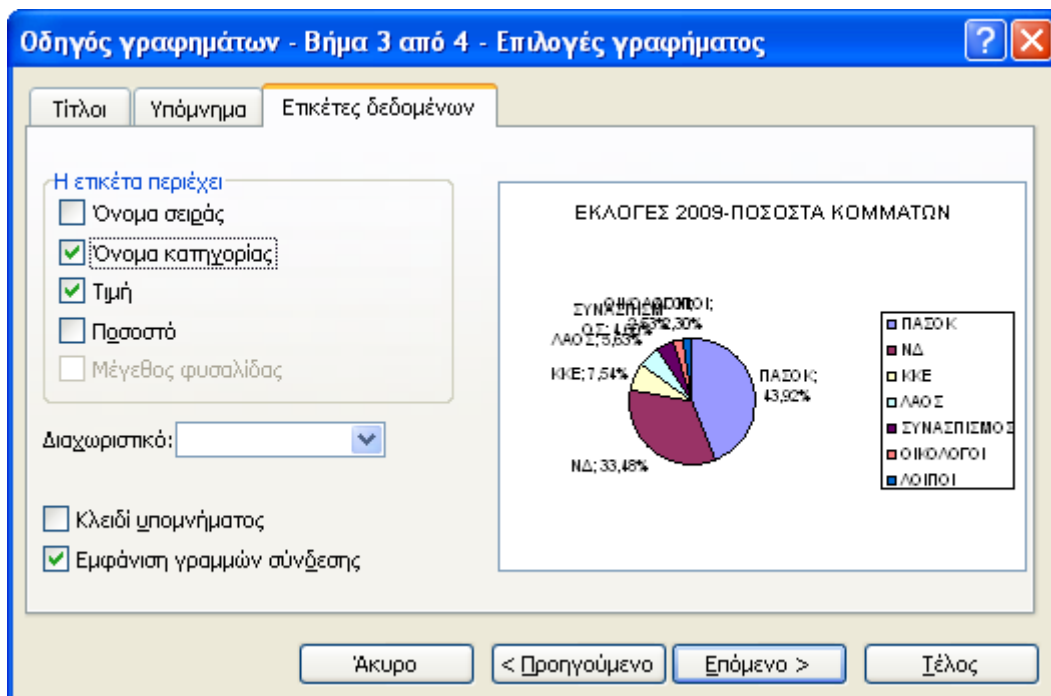 Οδηγός γραφημάτων - Βήμα 3 από 4 - Επιλογές γραφήματος
Τίτλοι
Υπόμνημα
Ετικέτες δεδομένων
Η ετικέτα περιέχει
Όνομα σειράς
Όνομα κατηγορίας
Τιμή
Ποσοστό
Μέγεθος φυσαλίδας
Διαχωριστικό:
Κλειδί υπομνήματος
Εμφάνιση γραμμών σύνδεσης
ΕΚΛΟΓΕΣ 2009-ΠΟΣΟΣΤΑ ΚΟΜΜΑΤΩΝ
ΛΑΟΣ; 5,63%
ΚΚΕ; 7,54%
ΠΑΣΟΚ;
43,92%
ΝΔ; 33,48%
ΠΑΣΟΚ
ΝΔ
ΚΚΕ
ΛΑΟΣ
ΣΥΝΑΣΠΙΣΜΟΣ
ΟΙΚΟΛΟΓΟΙ
ΛΟΙΠΟΙ
Άκυρο
< Προηγούμενο
Επόμενο >
Τέλος